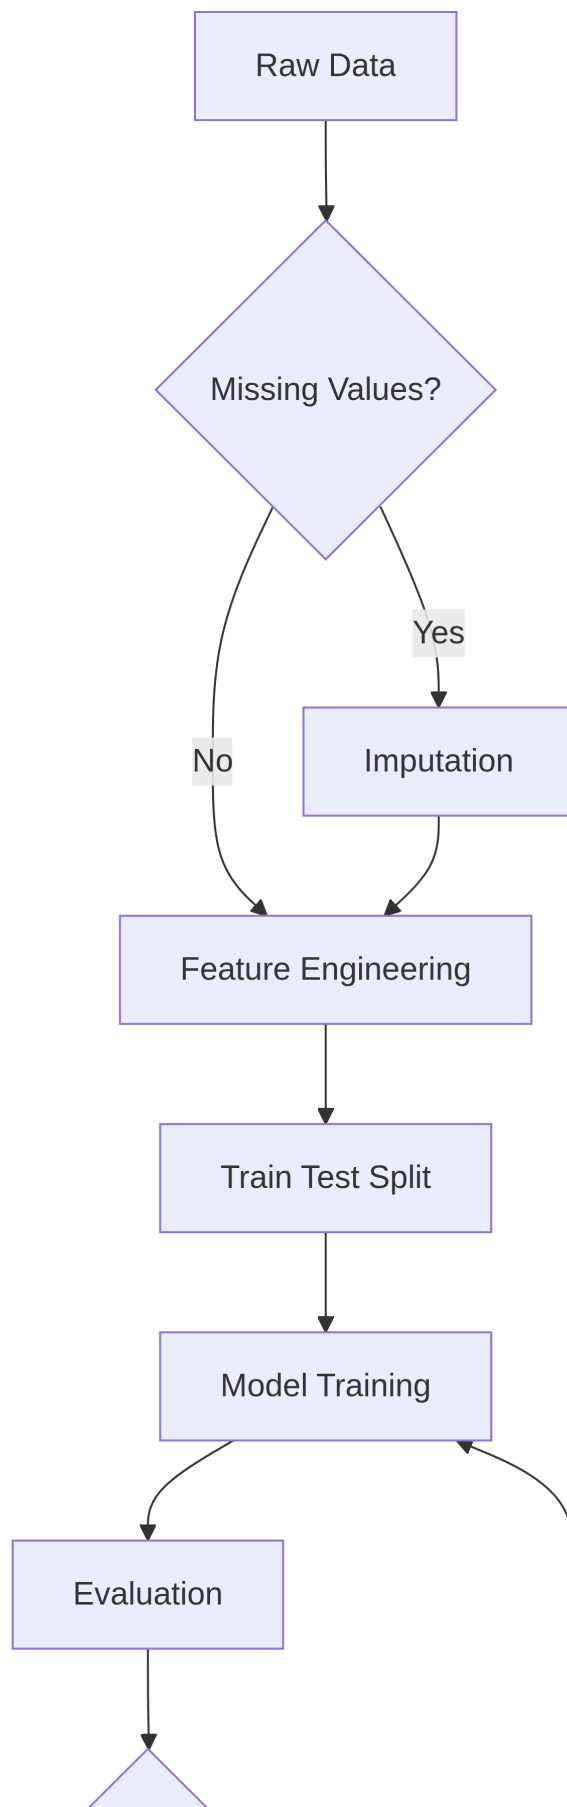 Raw Data
Missing Values?
Yes
No
Imputation
Feature Engineering
Train Test Split
Model Training
Evaluation